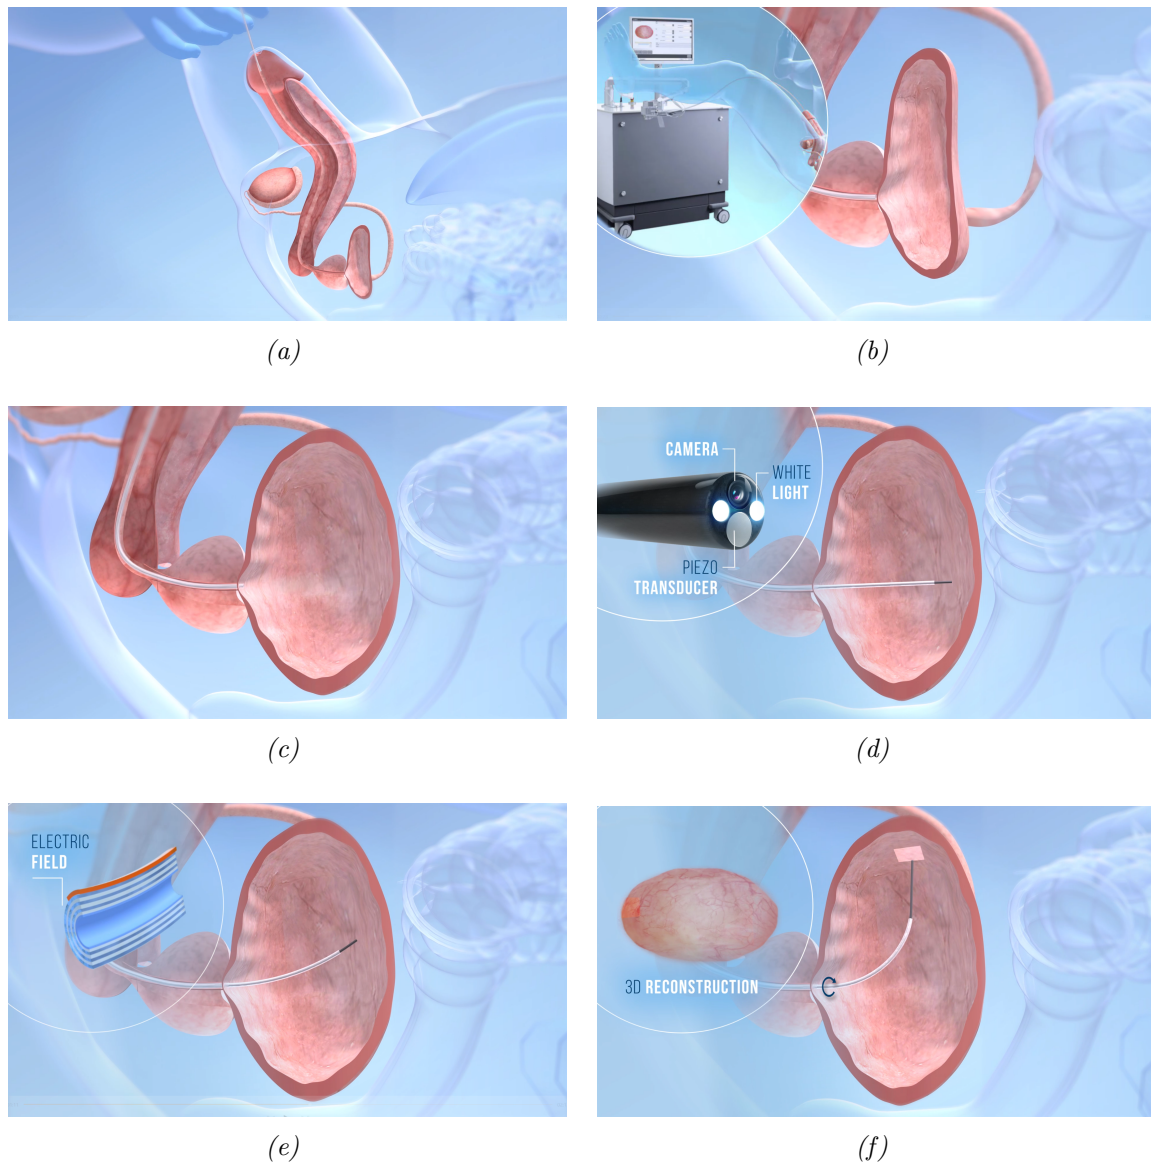 (a)
(b)
(c)
CAMERA
WHITE
LIGHT
PIEZO
TRANSDUCER
(d)
ELECTRIC
FIELD
(e)
3D RECONSTRUCTION
(f)